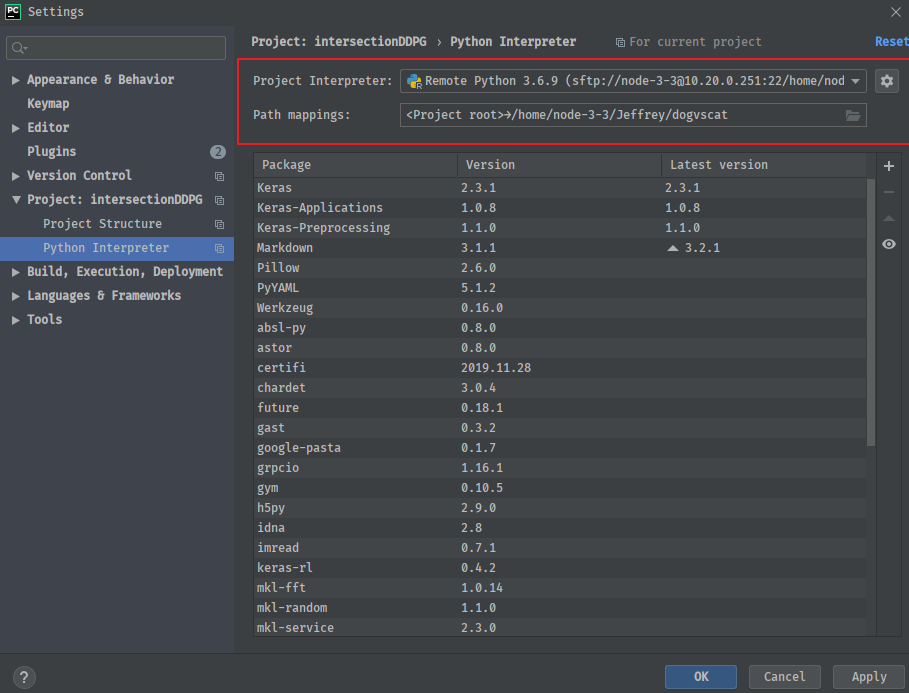 PC Settings
Project: intersectionDDPG › Python Interpreter For current project Reset
Appearance & Behavior
Keymap
Editor
Plugins 2
Version Control
Project: intersectionDDPG
Project Structure
Python Interpreter
Build, Execution, Deployment
Languages & Frameworks
Tools
Project Interpreter: Remote Python 3.6.9 (sftp://node-3-3@10.20.0.251:22/home/nod
Path mappings: <Project root>→/home/node-3-3/Jeffrey/dogvscat
Package Version Latest version
Keras 2.3.1 2.3.1
Keras-Applications 1.0.8 1.0.8
Keras-Preprocessing 1.1.0 1.1.0
Markdown 3.1.1 ▲ 3.2.1
Pillow 2.6.0
PyYAML 5.1.2
Werkzeug 0.16.0
absl-py 0.8.0
astor 0.8.0
certifi 2019.11.28
chardet 3.0.4
future 0.18.1
gast 0.3.2
google-pasta 0.1.7
grpcio 1.16.1
gym 0.10.5
h5py 2.9.0
idna 2.8
imread 0.7.1
keras-rl 0.4.2
mkl-fft 1.0.14
mkl-random 1.1.0
mkl-service 2.3.0
? OK Cancel Apply